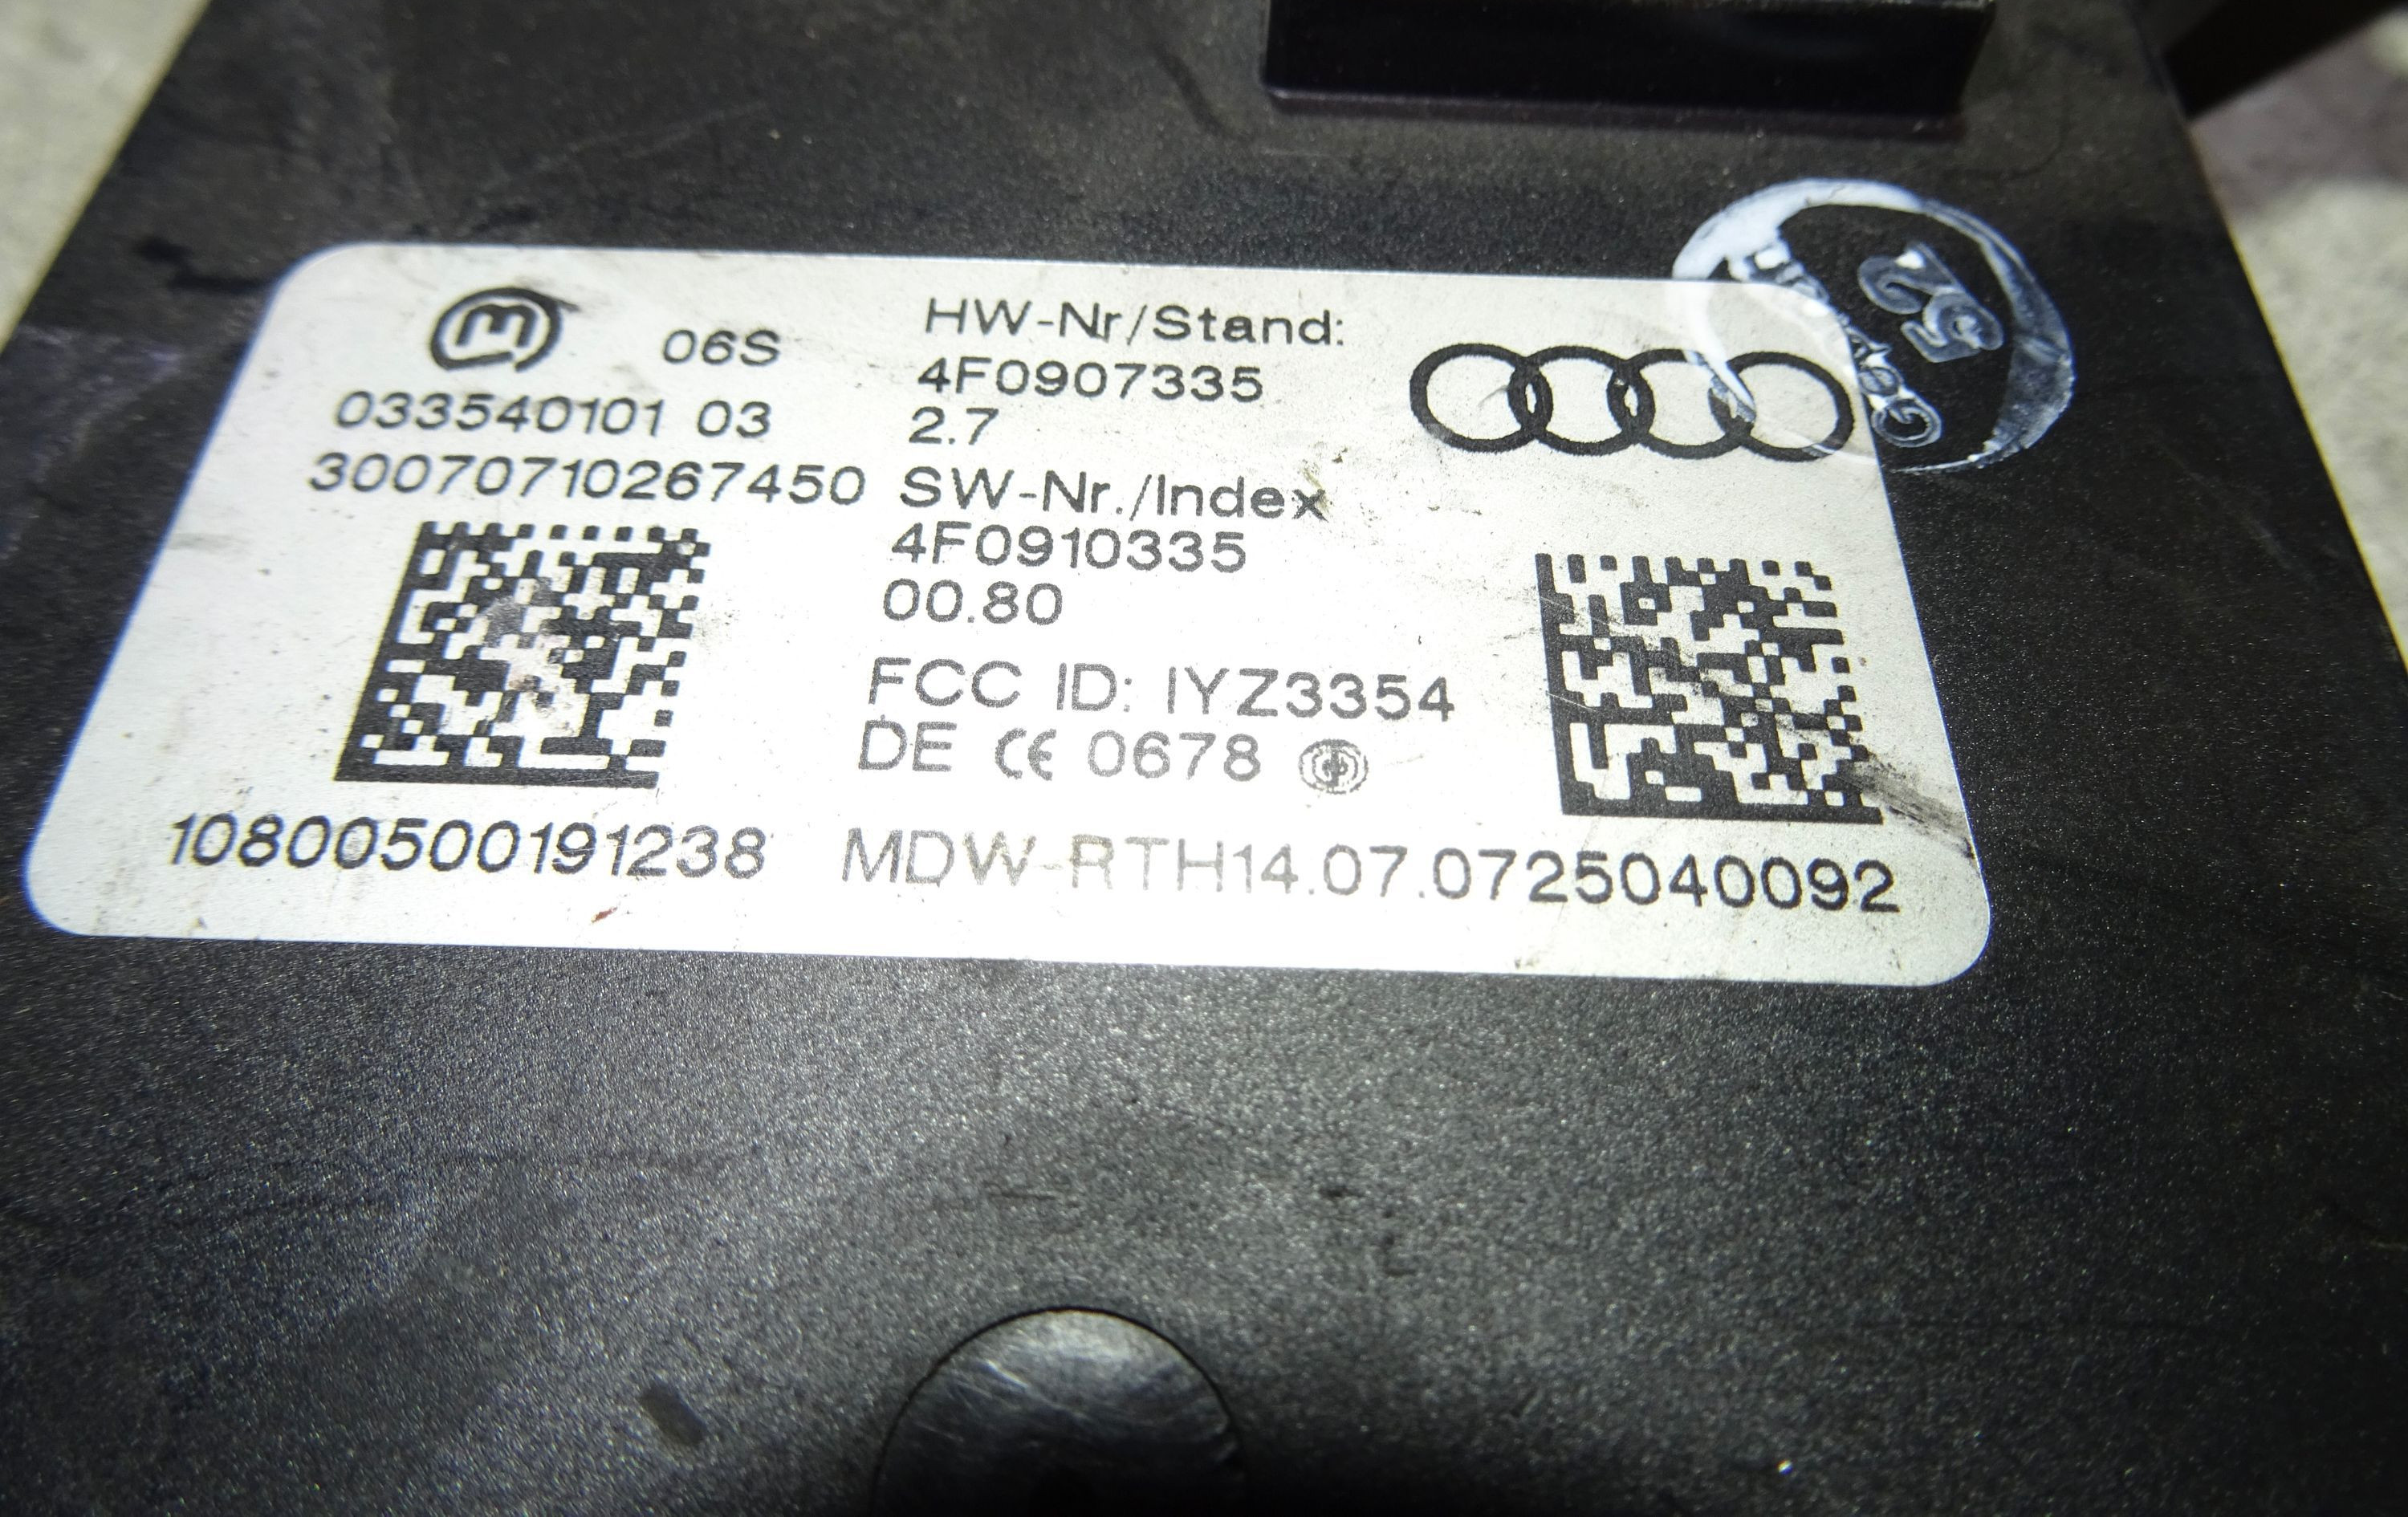 06S
033540101 03
30070710267450
HW-Nr/Stand:
4F0907335
2.7
SW-Nr./Index
4F0910335
00.80
FCC ID: IYZ3354
DE CE 0678
10800500191238
MDW-RTH14.07.0725040092
52